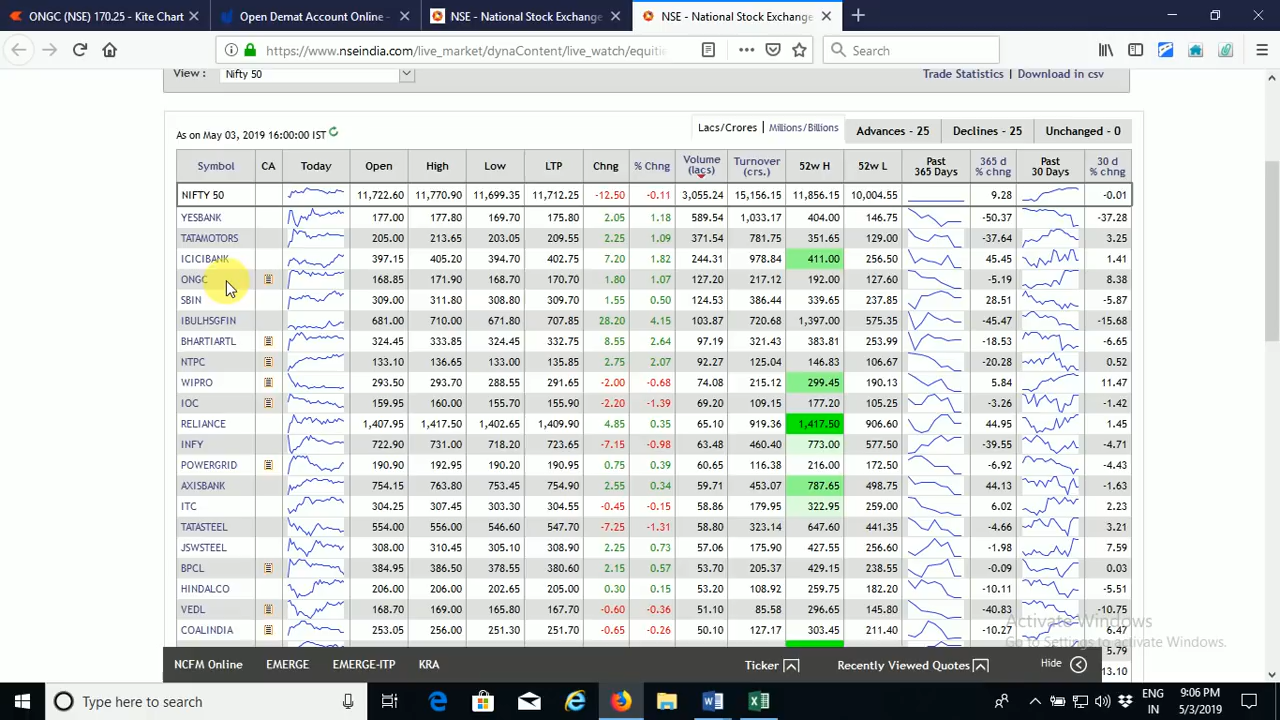 ONGC (NSE) 170.25 - Kite Chart
Open Demat Account Online -
NSE - National Stock Exchange
NSE - National Stock Exchange
https://www.nseindia.com/live_market/dynaContent/live_watch/equitie
Search
View : Nifty 50
Trade Statistics | Download in csv
As on May 03, 2019 16:00:00 IST
Lacs/Crores | Millions/Billions
Advances - 25
Declines - 25
Unchanged - 0
Symbol CA Today Open High Low LTP Chng % Chng Volume (lacs) Turnover (crs.) 52w H 52w L Past 365 Days 365 d % chng Past 30 Days 30 d % chng
NIFTY 50 11,722.60 11,770.90 11,699.35 11,712.25 -12.50 -0.11 3,055.24 15,156.15 11,856.15 10,004.55 9.28 -0.01
YESBANK 177.00 177.80 169.70 175.80 2.05 1.18 589.54 1,033.17 404.00 146.75 -50.37 -37.28
TATAMOTORS 205.00 213.65 203.05 209.55 2.25 1.09 371.54 781.75 351.65 129.00 -37.64 3.25
ICICIBANK 397.15 405.20 394.70 402.75 7.20 1.82 244.31 978.84 411.00 256.50 45.45 1.41
ONGC 168.85 171.90 168.70 170.70 1.80 1.07 127.20 217.12 192.00 127.60 -5.19 8.38
SBIN 309.00 311.80 308.80 309.70 1.55 0.50 124.53 386.44 339.65 237.85 28.51 -5.87
IBULHSGFIN 681.00 710.00 671.80 707.85 28.20 4.15 103.87 720.68 1,397.00 575.35 -45.47 -15.68
BHARTIARTL 324.45 333.85 324.45 332.75 8.55 2.64 97.19 321.43 383.81 253.99 -18.53 -6.65
NTPC 133.10 136.65 133.00 135.85 2.75 2.07 92.27 125.04 146.83 106.67 -20.28 0.52
WIPRO 293.50 293.70 288.55 291.65 -2.00 -0.68 74.08 215.12 299.45 190.13 5.84 11.47
IOC 159.95 160.00 155.70 155.90 -2.20 -1.39 69.20 109.15 177.20 105.25 -3.26 -1.42
RELIANCE 1,407.95 1,417.50 1,402.65 1,409.90 4.85 0.35 65.10 919.36 1,417.50 906.60 44.95 1.45
INFY 722.90 731.00 718.20 723.65 -7.15 -0.98 63.48 460.40 773.00 577.50 -39.55 -4.71
POWERGRID 190.90 192.95 190.20 190.95 0.75 0.39 60.65 116.38 216.00 172.50 -6.92 -4.43
AXISBANK 754.15 763.80 753.45 754.90 2.55 0.34 59.71 453.07 787.65 498.75 44.13 -1.63
ITC 304.25 307.45 303.30 304.55 -0.45 -0.15 58.86 179.95 322.95 259.00 6.02 2.23
TATASTEEL 554.00 556.00 546.60 547.70 -7.25 -1.31 58.80 323.14 647.60 441.35 -4.66 3.21
JSWSTEEL 308.00 310.45 305.10 308.90 2.25 0.73 57.06 175.90 427.55 256.60 -1.98 7.59
BPCL 384.95 386.50 378.55 380.60 2.15 0.57 53.70 205.37 429.15 238.55 -0.09 0.03
HINDALCO 206.00 206.00 202.65 205.00 0.30 0.15 53.20 108.92 259.75 182.20 -10.11 -5.51
VEDL 168.70 169.00 165.80 167.70 -0.60 -0.36 51.10 85.58 296.65 145.80 -40.83 -10.75
COALINDIA 253.05 256.00 251.30 251.70 -0.65 -0.26 50.10 127.17 303.45 211.40 -10.27 6.47
5.79
13.10
Activate Windows
Go to Settings to activate Windows.
NCFM Online EMERGE EMERGE-ITP KRA Ticker Recently Viewed Quotes Hide
Type here to search
ENG
IN
9:06 PM
5/3/2019